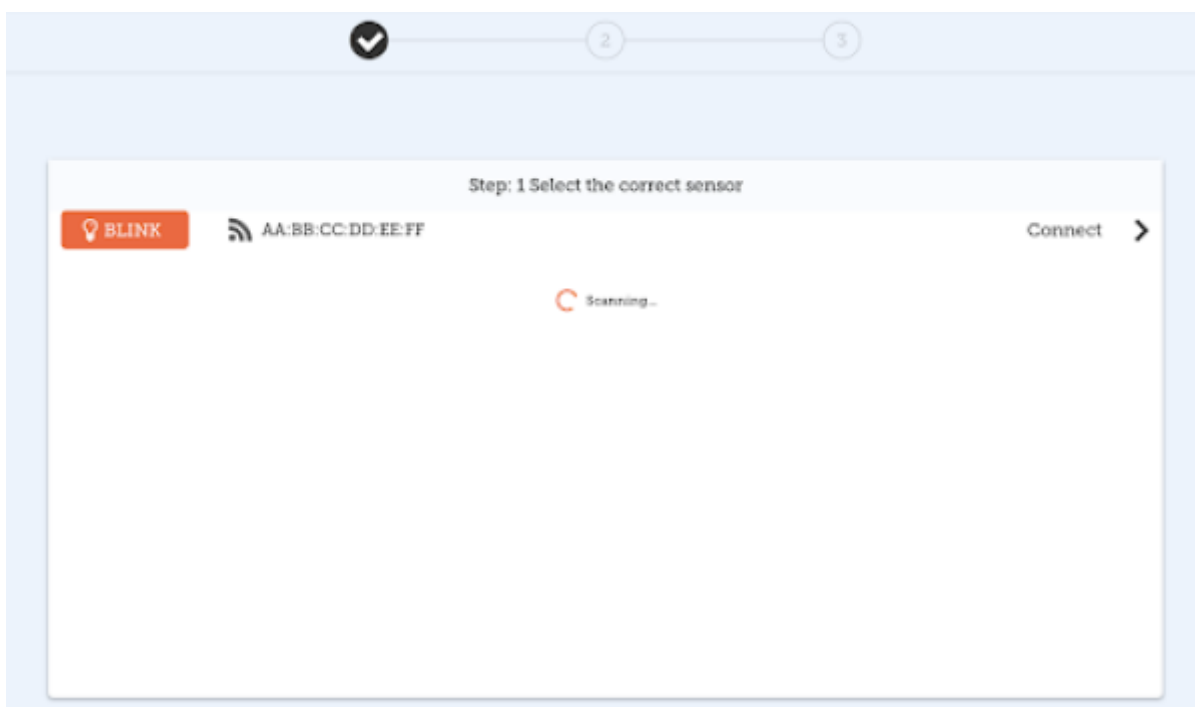 2 3
Step: 1 Select the correct sensor
BLINK AA:BB:CC:DD:EE:FF Connect
Scanning...